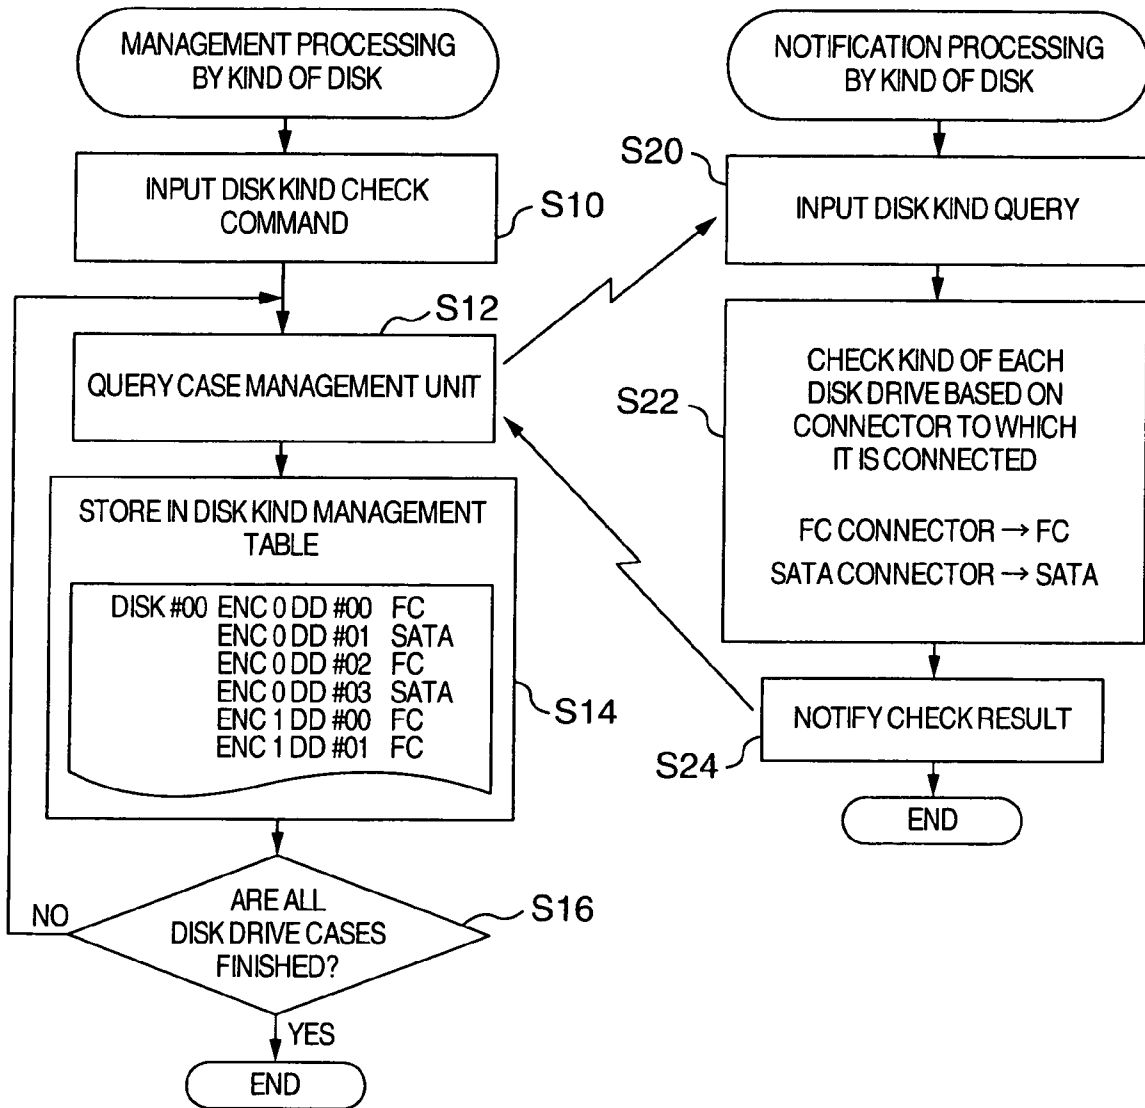 MANAGEMENT PROCESSING
BY KIND OF DISK
INPUT DISK KIND CHECK
COMMAND
S10
S12
QUERY CASE MANAGEMENT UNIT
STORE IN DISK KIND MANAGEMENT
TABLE
DISK #00 ENC 0 DD #00 FC
ENC 0 DD #01 SATA
ENC 0 DD #02 FC
ENC 0 DD #03 SATA
ENC 1 DD #00 FC
ENC 1 DD #01 FC
S14
ARE ALL
DISK DRIVE CASES
FINISHED?
S16
NO
YES
END
NOTIFICATION PROCESSING
BY KIND OF DISK
S20
INPUT DISK KIND QUERY
S22
CHECK KIND OF EACH
DISK DRIVE BASED ON
CONNECTOR TO WHICH
IT IS CONNECTED
FC CONNECTOR → FC
SATA CONNECTOR → SATA
NOTIFY CHECK RESULT
S24
END